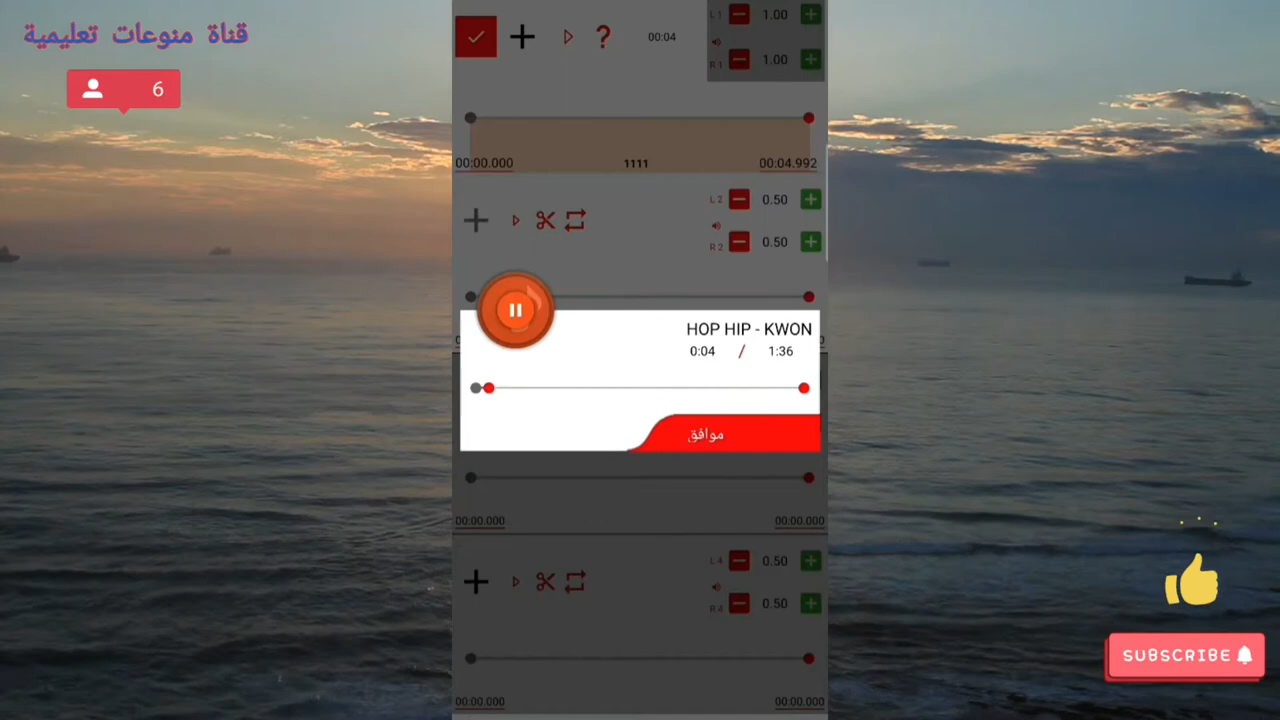 قناة منوعات تعليمية
6
00:04
L 1 1.00
R 1 1.00
00:00.000 1111 00:04.992
L 2 0.50
R 2 0.50
HOP HIP - KWON
0:04 / 1:36
موافق
00:00.000 00:00.000
L 4 0.50
R 4 0.50
00:00.000 00:00.000
SUBSCRIBE